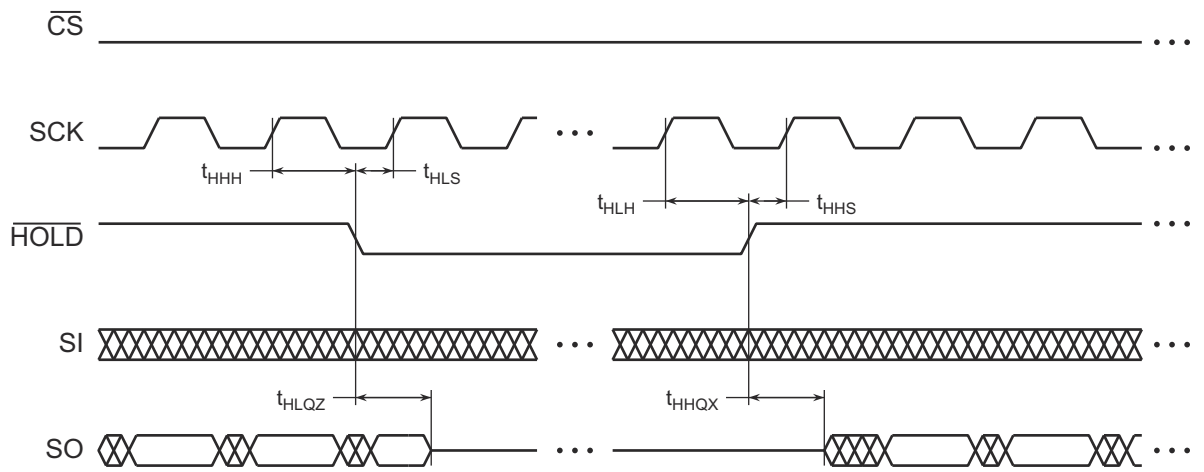 CS
SCK
tHHH tHLS
tHLH tHHS
HOLD
SI
tHLQZ tHHQX
SO